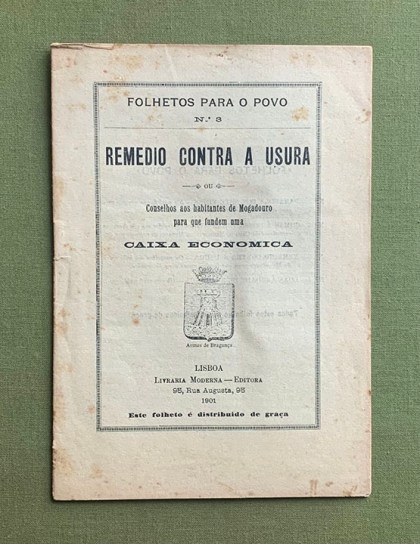 FOLHETOS PARA O POVO
N.º 3
REMEDIO CONTRA A USURA
OU
Conselhos aos habitantes de Mogadouro
para que fundem uma
CAIXA ECONOMICA
Armas de Bragança
LISBOA
LIVRARIA MODERNA—EDITORA
95, Rua Augusta, 95
1901
Este folheto é distribuido de graça